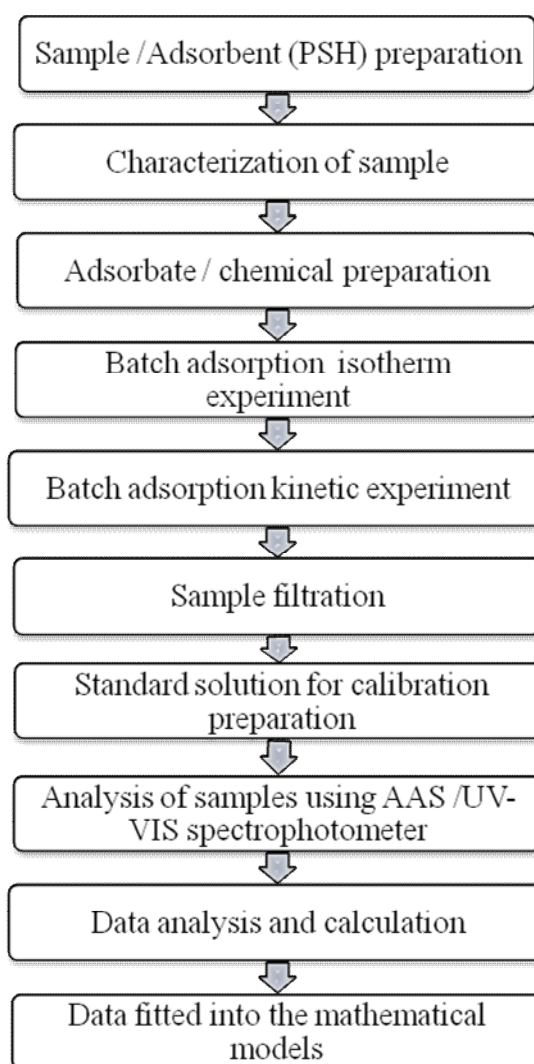 Sample /Adsorbent (PSH) preparation
Characterization of sample
Adsorbate / chemical preparation
Batch adsorption isotherm
experiment
Batch adsorption kinetic experiment
Sample filtration
Standard solution for calibration
preparation
Analysis of samples using AAS /UV-
VIS spectrophotometer
Data analysis and calculation
Data fitted into the mathematical
models